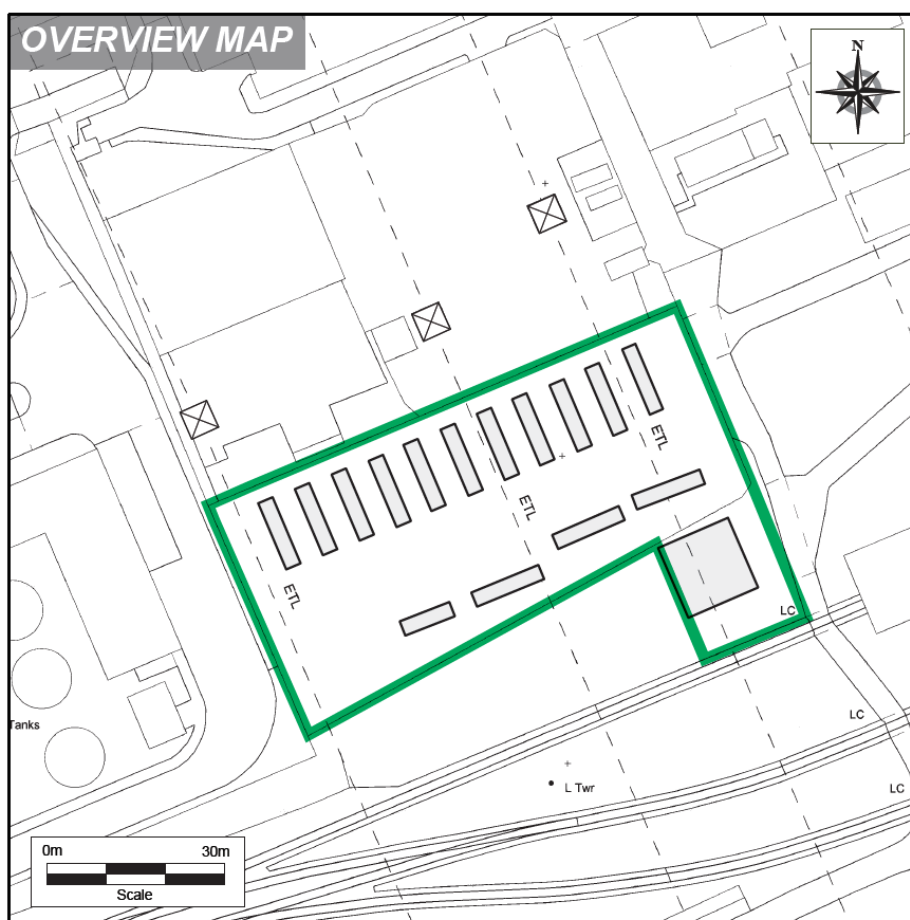 OVERVIEW MAP
N
ETL
ETL
ETL
LC
LC
LC
Tanks
L Twr
0m 30m
Scale